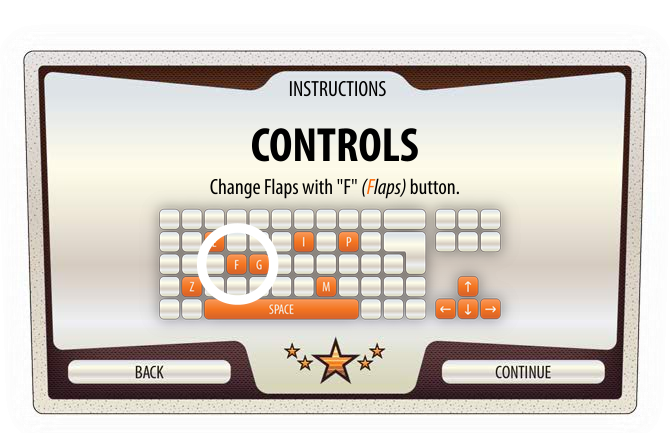 INSTRUCTIONS
CONTROLS
Change Flaps with "F" (Flaps) button.
I P
F G
Z M ↑
SPACE ← ↓ →
BACK CONTINUE